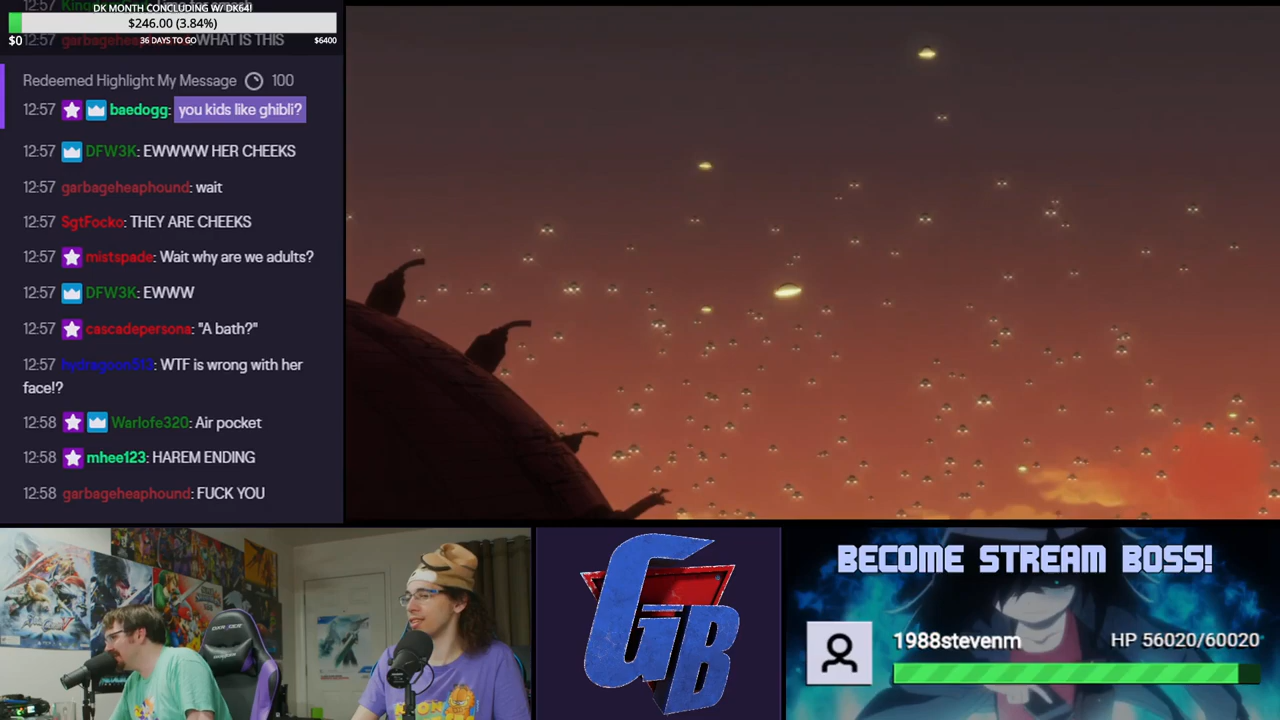 DK MONTH CONCLUDING W/ DK64!
$246.00 (3.84%)
$0 36 DAYS TO GO $6400
12:57 garbageheaphound: WHAT IS THIS
Redeemed Highlight My Message 100
12:57 baedogg: you kids like ghibli?
12:57 DFW3K: EWWWW HER CHEEKS
12:57 garbageheaphound: wait
12:57 SgtFocko: THEY ARE CHEEKS
12:57 mistspade: Wait why are we adults?
12:57 DFW3K: EWWW
12:57 cascadepersona: "A bath?"
12:57 hydragoon513: WTF is wrong with her
face!?
12:58 Warlofe320: Air pocket
12:58 mhee123: HAREM ENDING
12:58 garbageheaphound: FUCK YOU
GB
BECOME STREAM BOSS!
1988stevenm HP 56020/60020